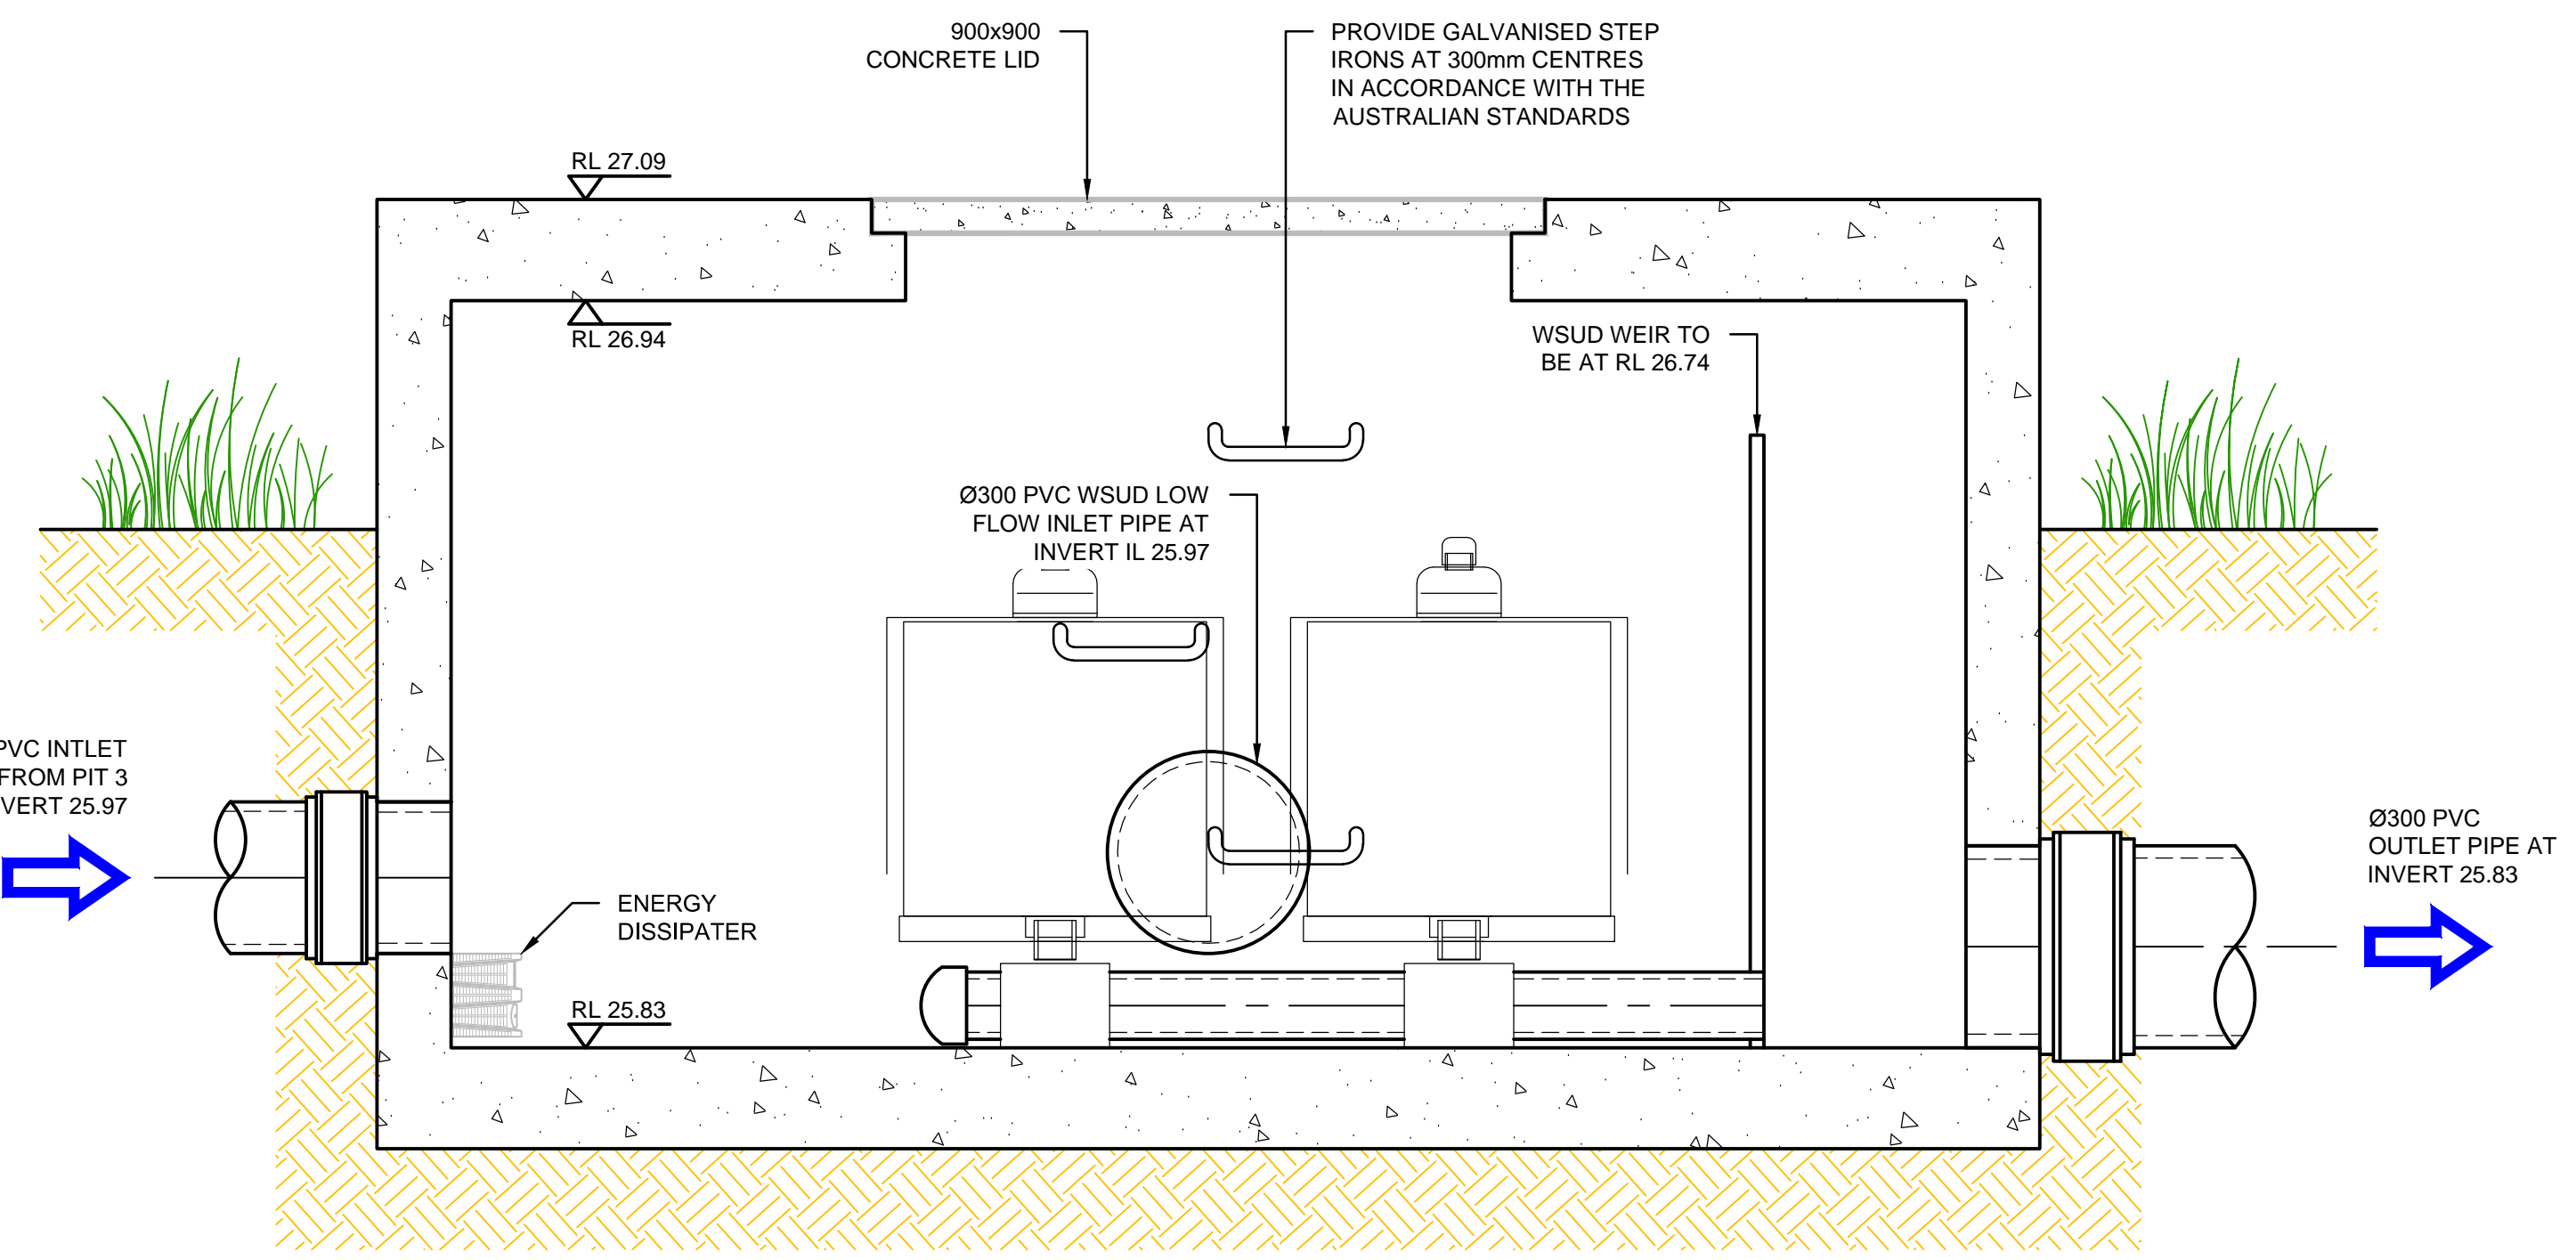 900x900
CONCRETE LID
PROVIDE GALVANISED STEP
IRONS AT 300mm CENTRES
IN ACCORDANCE WITH THE
AUSTRALIAN STANDARDS
RL 27.09
RL 26.94
WSUD WEIR TO
BE AT RL 26.74
Ø300 PVC WSUD LOW
FLOW INLET PIPE AT
INVERT IL 25.97
PVC INTLET
FROM PIT 3
VERT 25.97
Ø300 PVC
OUTLET PIPE AT
INVERT 25.83
ENERGY
DISSIPATER
RL 25.83